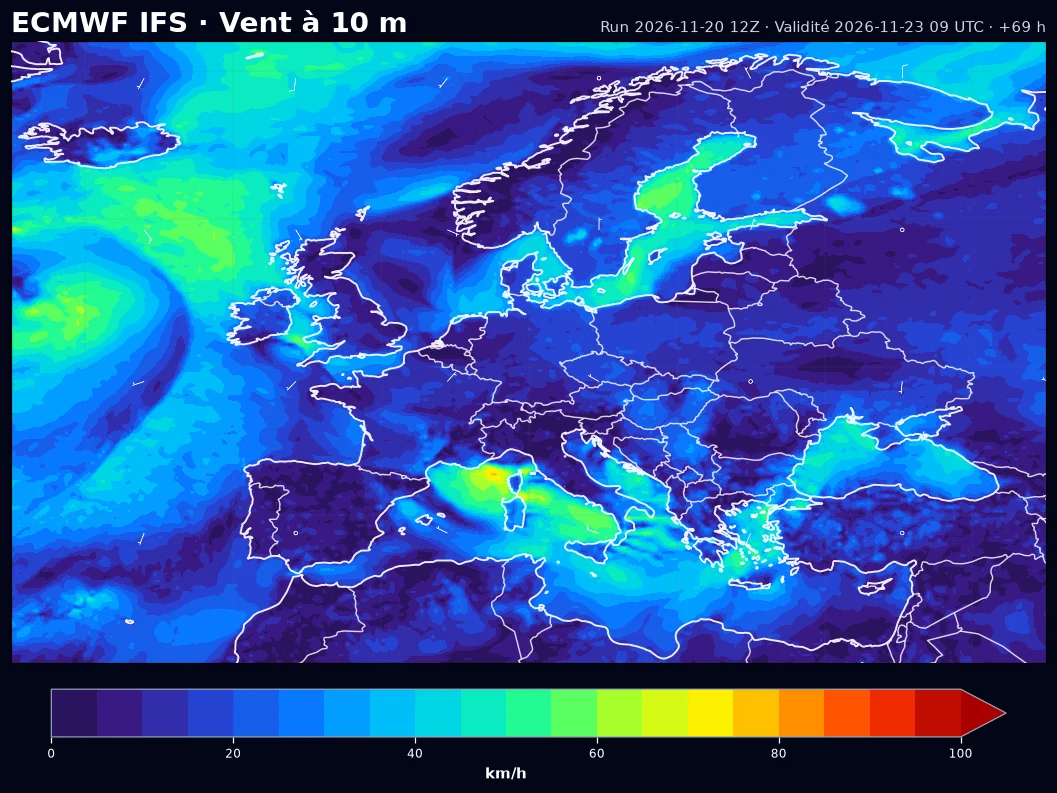 ECMWF IFS · Vent à 10 m
Run 2026-11-20 12Z · Validité 2026-11-23 09 UTC · +69 h
0 20 40 60 80 100
km/h